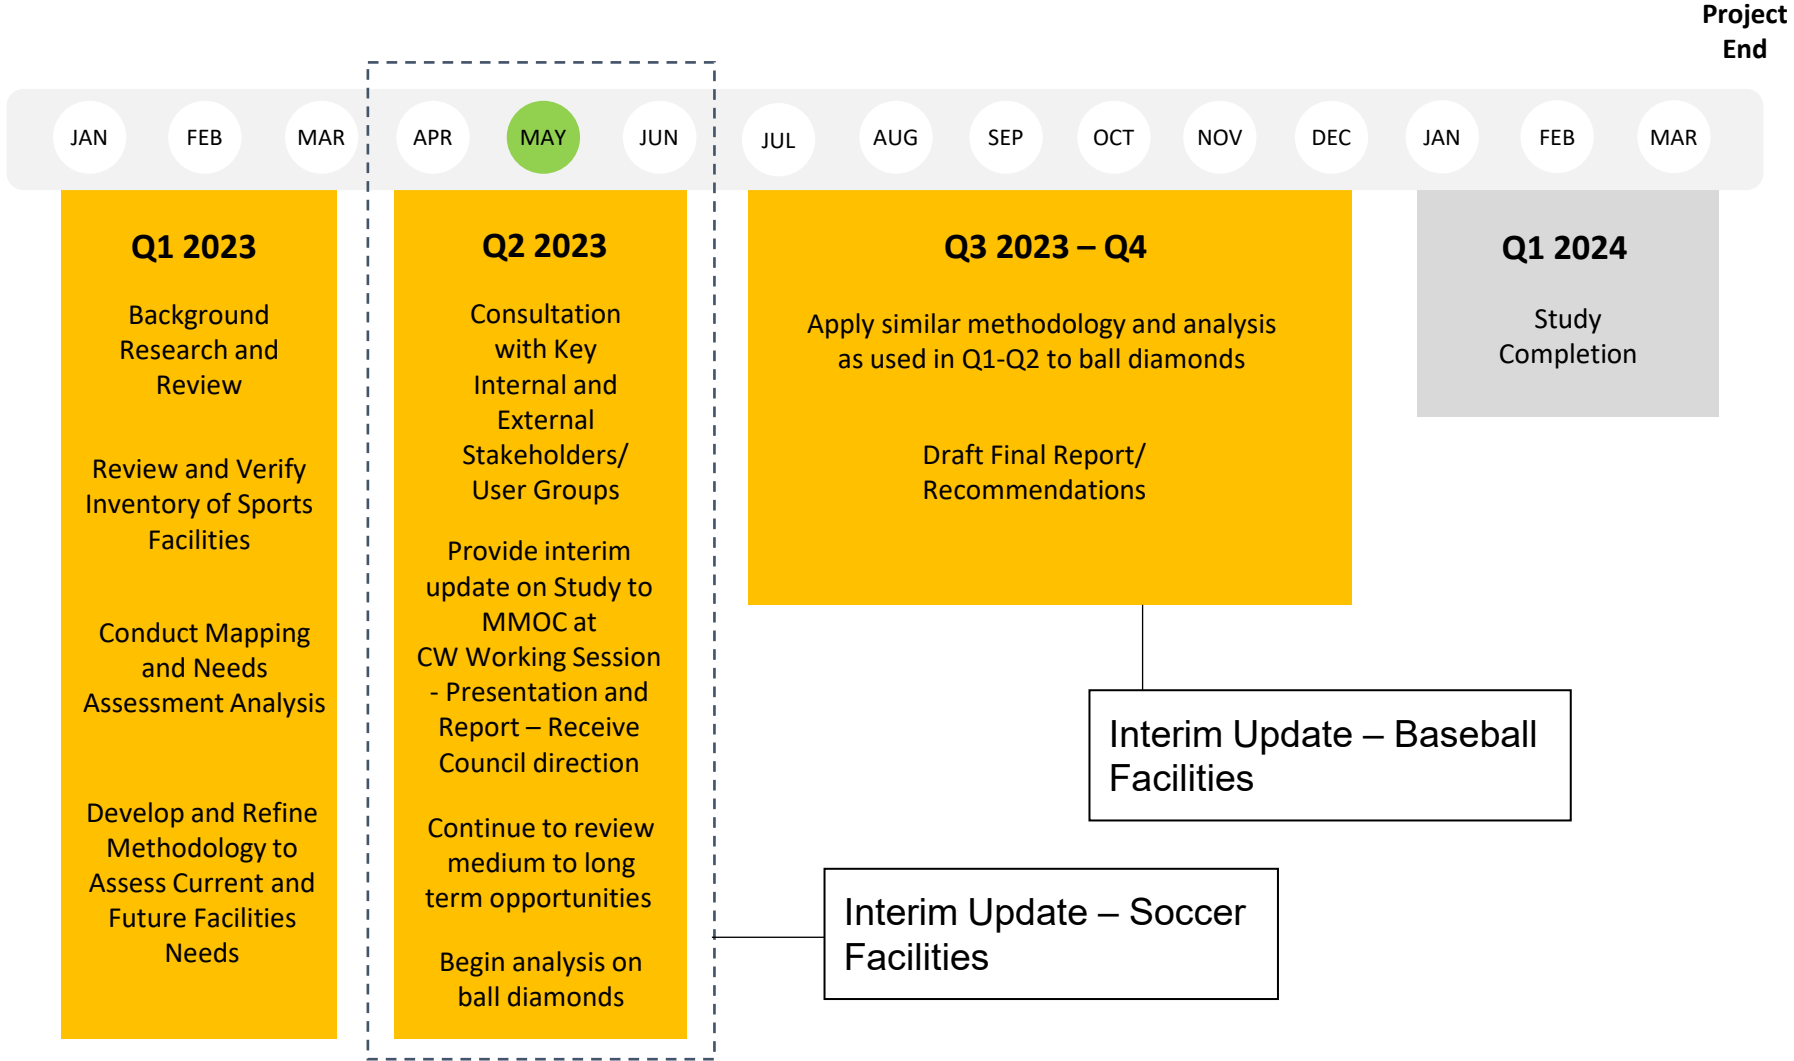 Project
End
JAN
FEB
MAR
APR
MAY
JUN
JUL
AUG
SEP
OCT
NOV
DEC
JAN
FEB
MAR
Q1 2023
Background
Research and
Review
Review and Verify
Inventory of Sports
Facilities
Conduct Mapping
and Needs
Assessment Analysis
Develop and Refine
Methodology to
Assess Current and
Future Facilities
Needs
Q2 2023
Consultation
with Key
Internal and
External
Stakeholders/
User Groups
Provide interim
update on Study to
MMOC at
CW Working Session
- Presentation and
Report – Receive
Council direction
Continue to review
medium to long
term opportunities
Begin analysis on
ball diamonds
Q3 2023 – Q4
Apply similar methodology and analysis
as used in Q1-Q2 to ball diamonds
Draft Final Report/
Recommendations
Q1 2024
Study
Completion
Interim Update – Baseball
Facilities
Interim Update – Soccer
Facilities